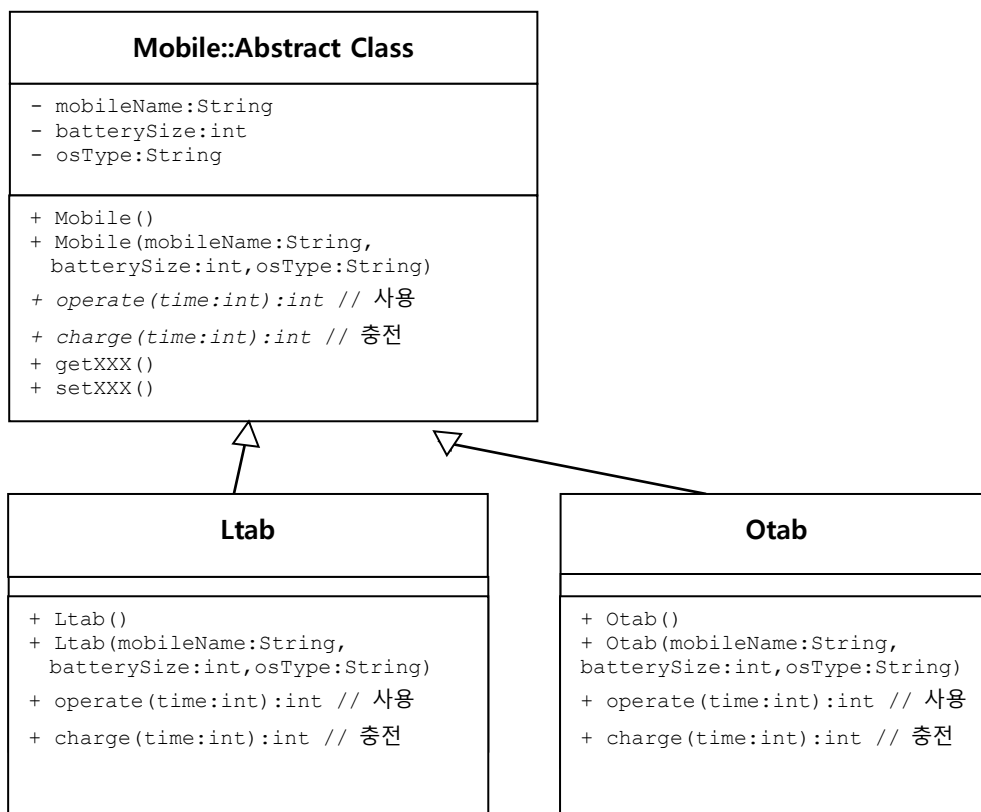 Mobile::Abstract Class
- mobileName:String
- batterySize:int
- osType:String
+ Mobile()
+ Mobile(mobileName:String,
batterySize:int,osType:String)
+ operate(time:int):int // 사용
+ charge(time:int):int // 충전
+ getXXX()
+ setXXX()
Ltab
+ Ltab()
+ Ltab(mobileName:String,
batterySize:int,osType:String)
+ operate(time:int):int // 사용
+ charge(time:int):int // 충전
Otab
+ Otab()
+ Otab(mobileName:String,
batterySize:int,osType:String)
+ operate(time:int):int // 사용
+ charge(time:int):int // 충전